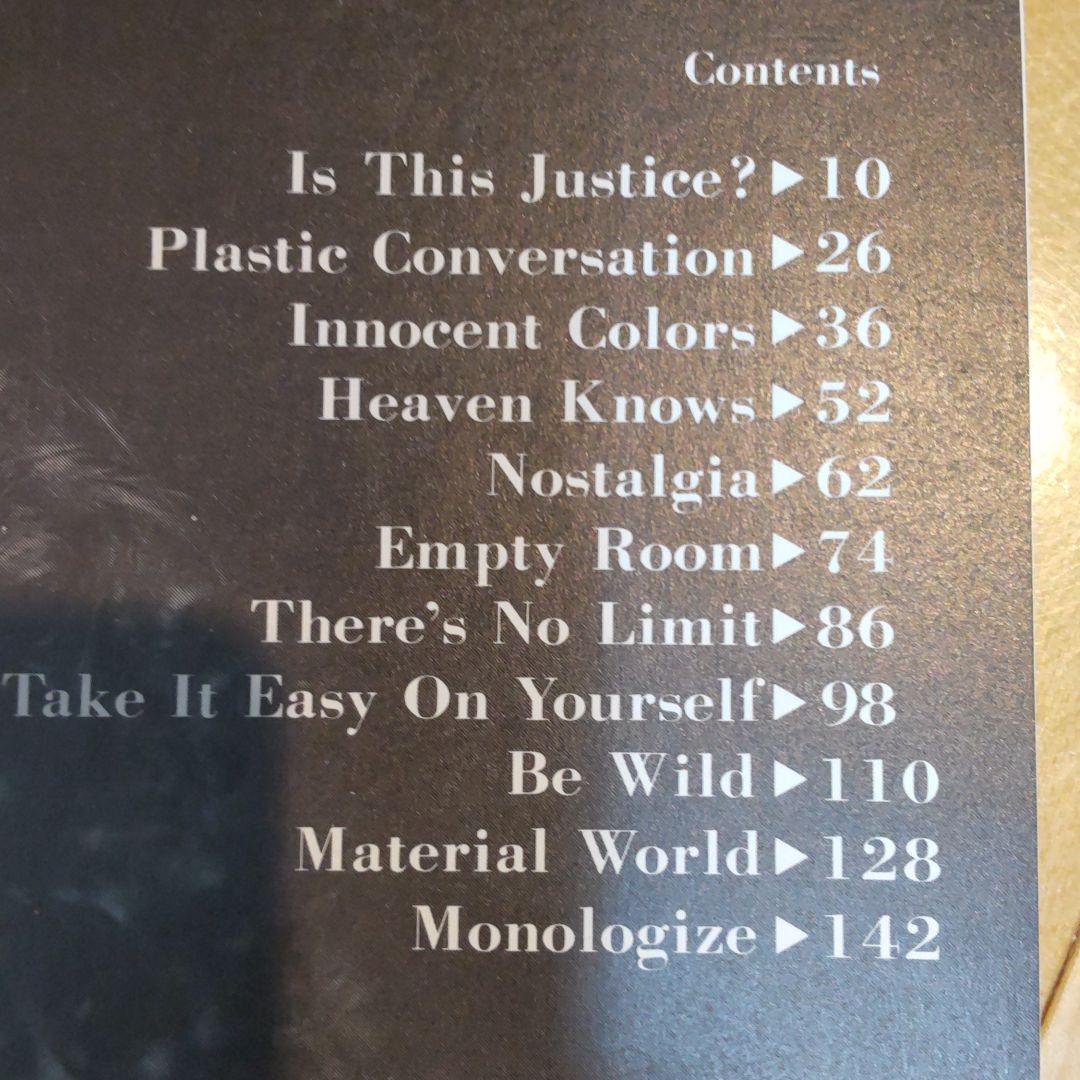 Contents
Is This Justice?▶10
Plastic Conversation▶26
Innocent Colors▶36
Heaven Knows▶52
Nostalgia▶62
Empty Room▶74
There's No Limit▶86
Take It Easy On Yourself▶98
Be Wild▶110
Material World▶128
Monologize▶142